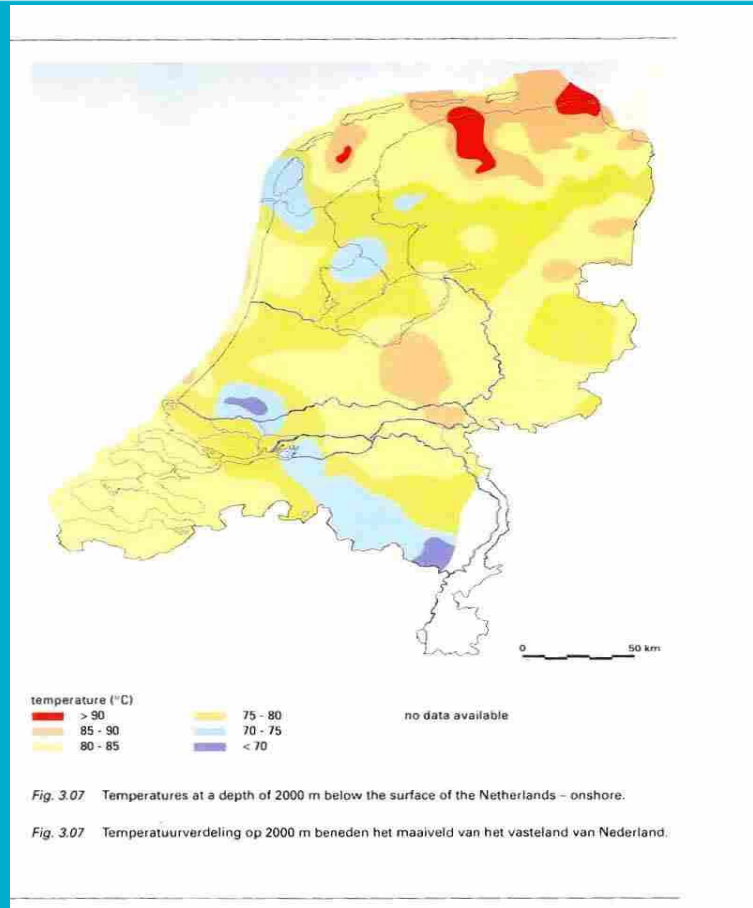 0 50 km
temperature (°C)
> 90 75 - 80 no data available
85 - 90 70 - 75
80 - 85 < 70
Fig. 3.07 Temperatures at a depth of 2000 m below the surface of the Netherlands – onshore.
Fig. 3.07 Temperatuurverdeling op 2000 m beneden het maaiveld van het vasteland van Nederland.